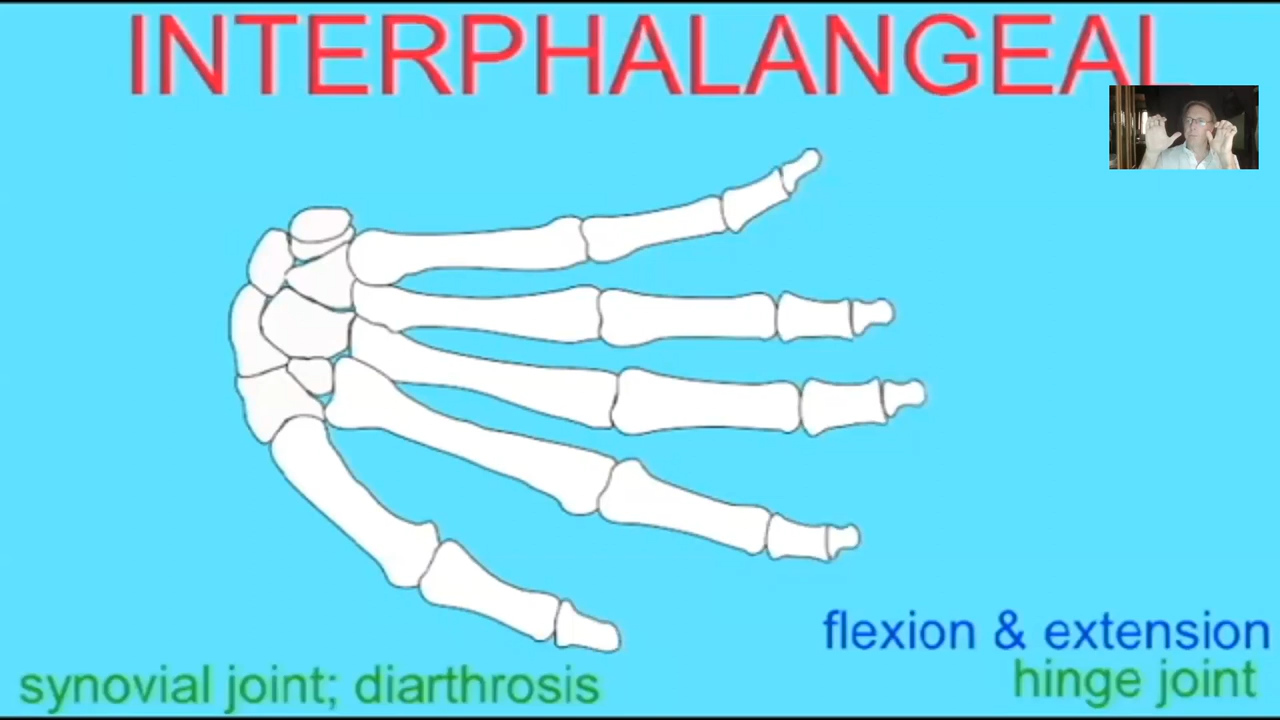 INTERPHALANGEAL
flexion & extension
synovial joint; diarthrosis
hinge joint